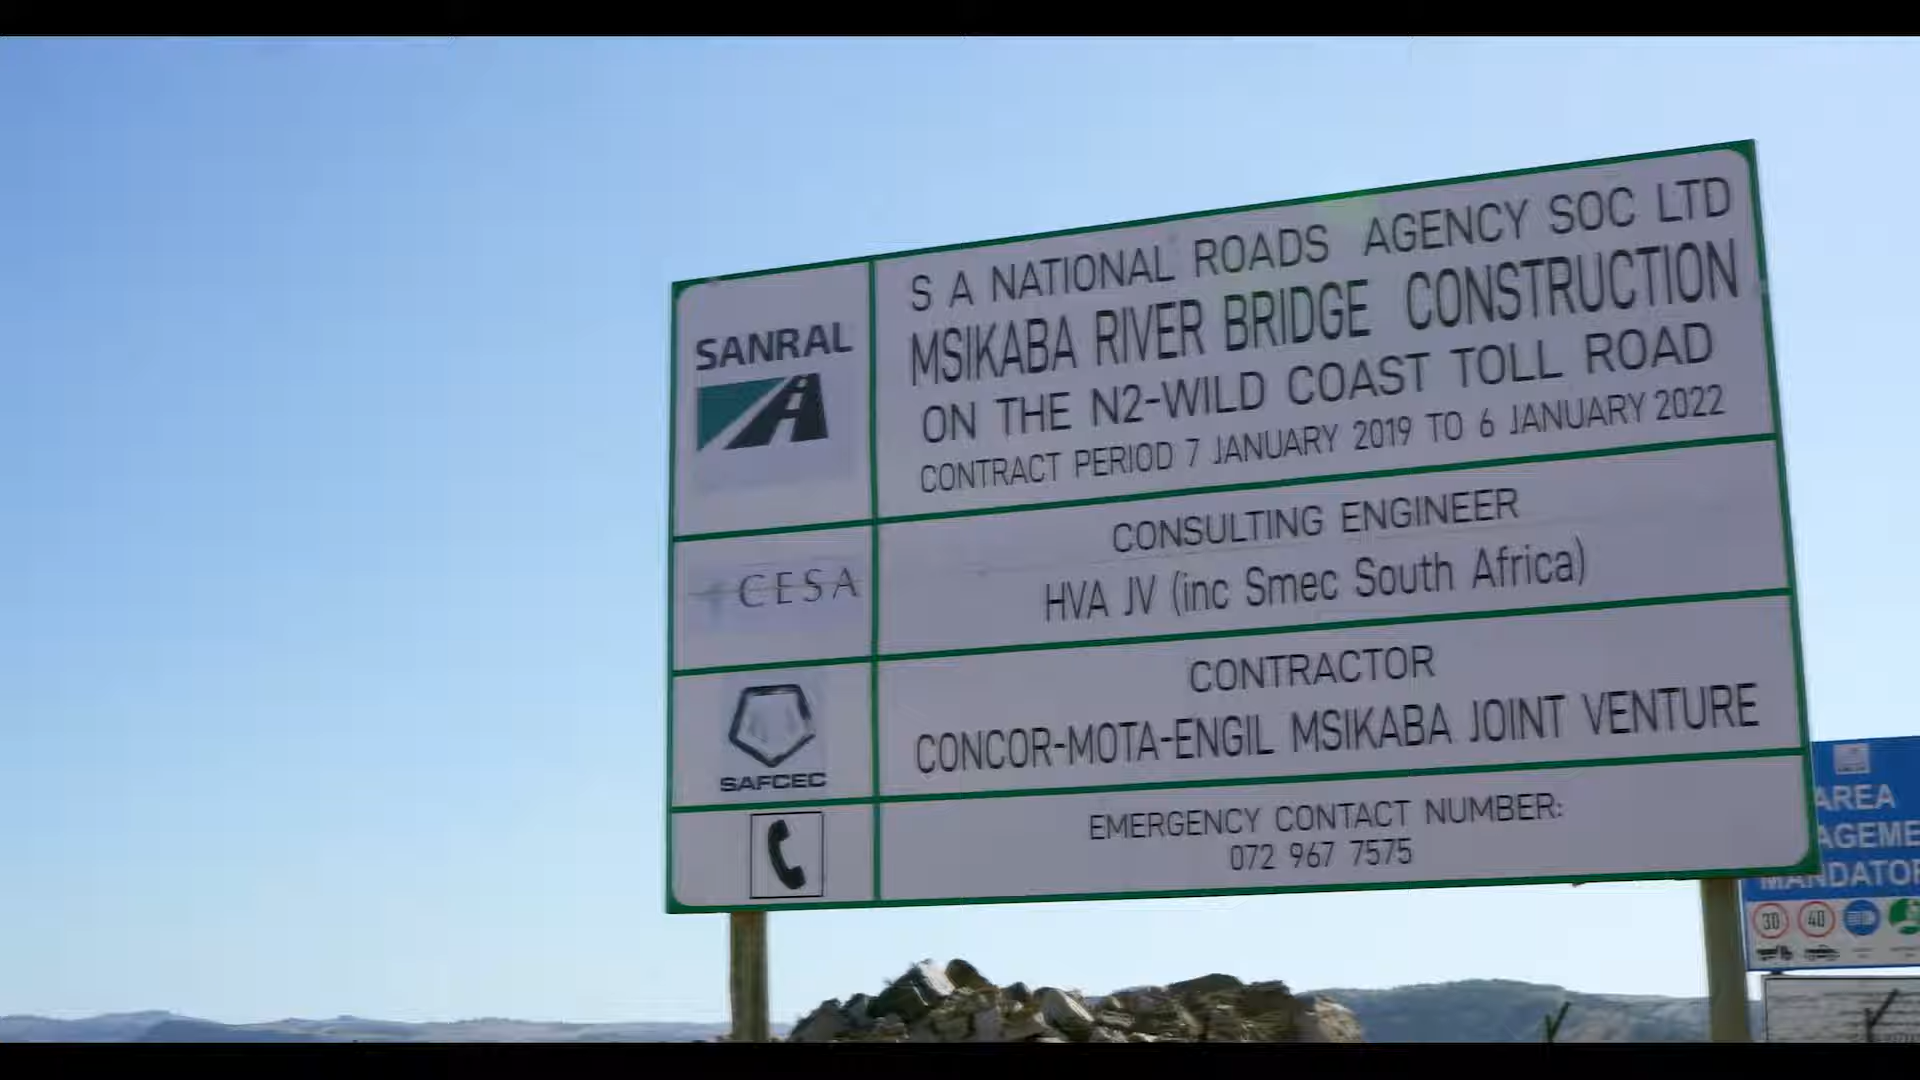 SANRAL
S A NATIONAL ROADS AGENCY SOC LTD
MSIKABA RIVER BRIDGE CONSTRUCTION
ON THE N2-WILD COAST TOLL ROAD
CONTRACT PERIOD 7 JANUARY 2019 TO 6 JANUARY 2022
CESA
CONSULTING ENGINEER
HVA JV (inc Smec South Africa)
SAFCEC
CONTRACTOR
CONCOR-MOTA-ENGIL MSIKABA JOINT VENTURE
EMERGENCY CONTACT NUMBER:
072 967 7575
AREA
AGEME
MANDATOR
30 40